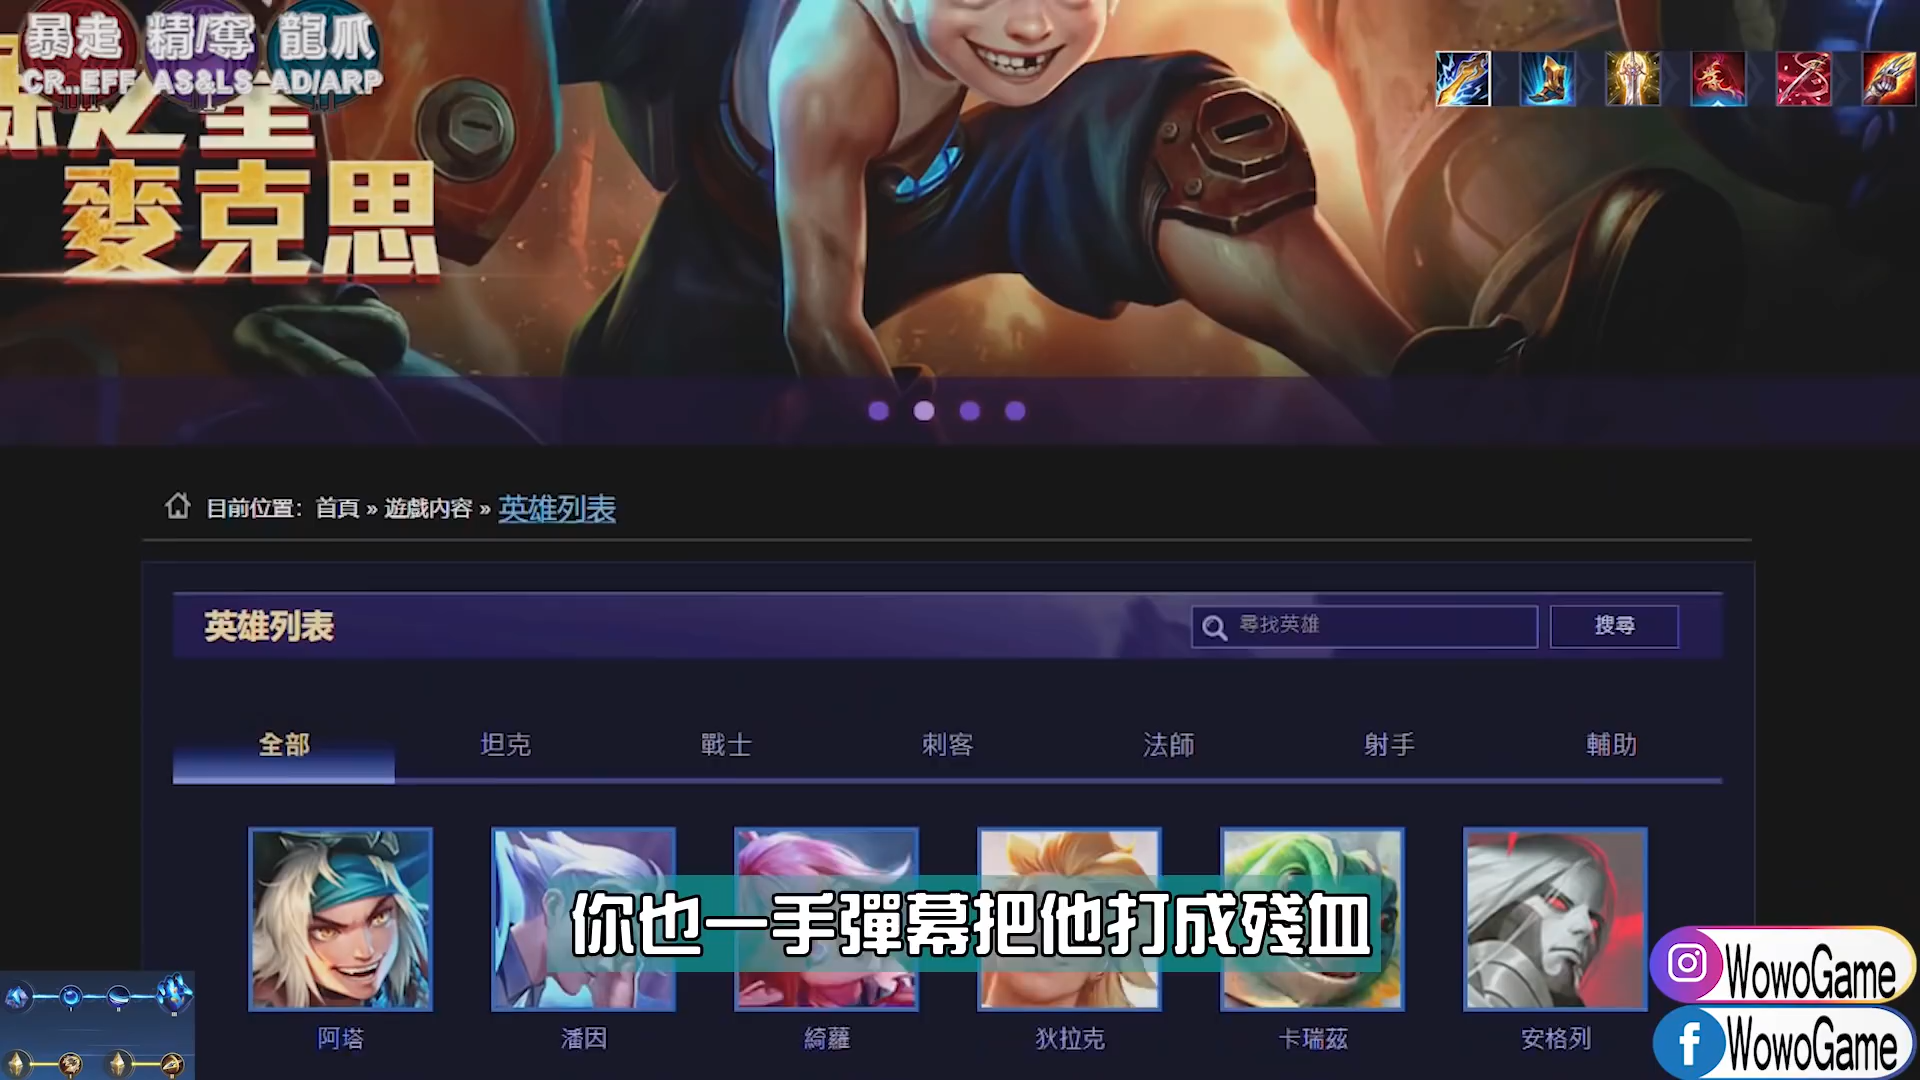 暴走 精/奪 龍爪
CR..EFF AS&LS AD/ARP
之星
麥克思
目前位置：首頁 » 遊戲內容 » 英雄列表
英雄列表
尋找英雄
搜尋
全部 坦克 戰士 刺客 法師 射手 輔助
你也一手彈幕把他打成殘血
阿塔 潘因 綺蘿 狄拉克 卡瑞茲 安格列
WowoGame
WowoGame